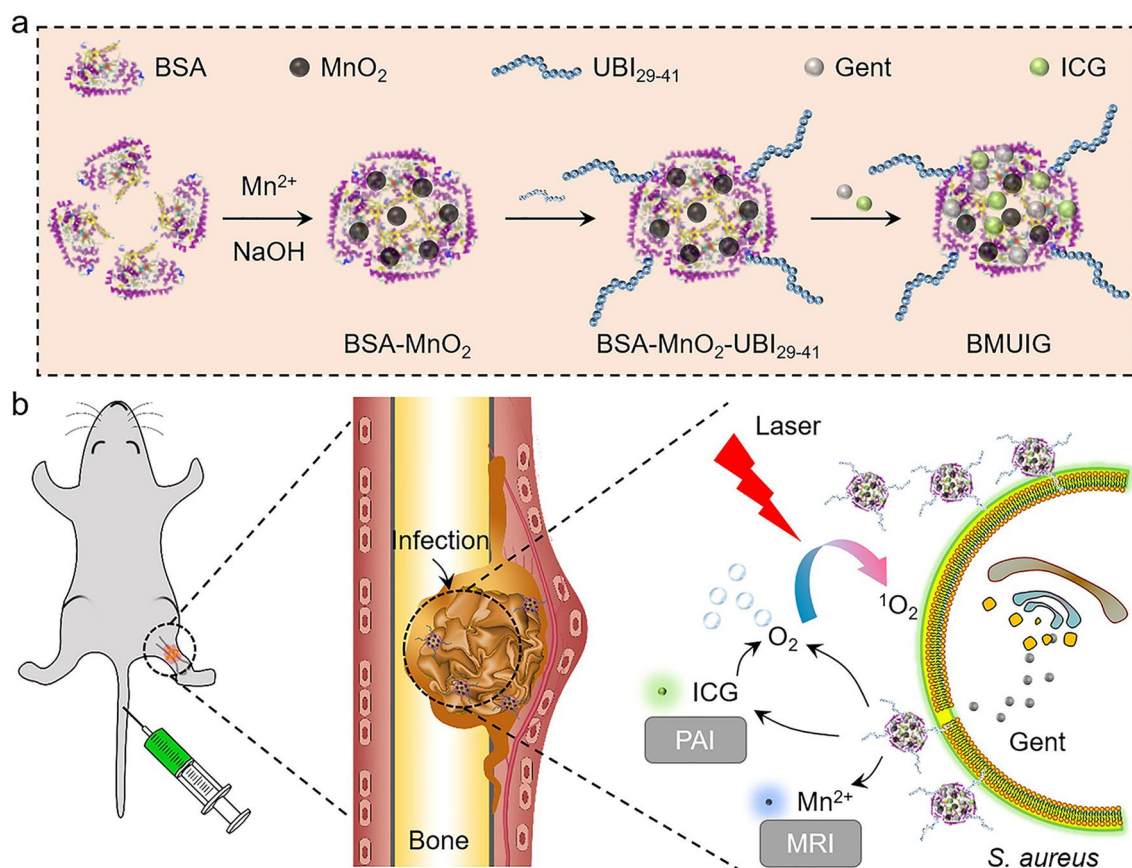 a
BSA MnO₂ UBI₂₉₋₄₁ Gent ICG
Mn²⁺
NaOH
BSA-MnO₂ BSA-MnO₂-UBI₂₉₋₄₁ BMUIG
b
Laser
Infection
¹O₂
O₂
ICG
PAI
Gent
Mn²⁺
MRI
Bone
S. aureus